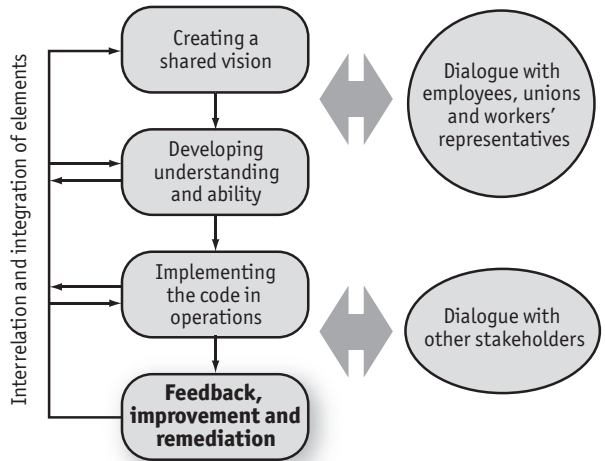 Creating a
shared vision
Dialogue with
employees, unions
and workers'
representatives
Developing
understanding
and ability
Implementing
the code in
operations
Dialogue with
other stakeholders
Feedback,
improvement and
remediation
Interrelation and integration of elements